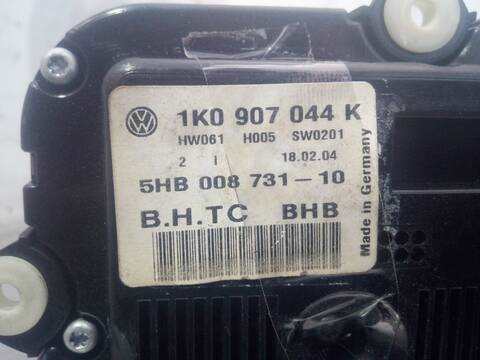 1K0 907 044 K
HW061 H005 SW0201
2 I 18.02.04
5HB 008 731-10
B.H.TC BHB
Made in Germany